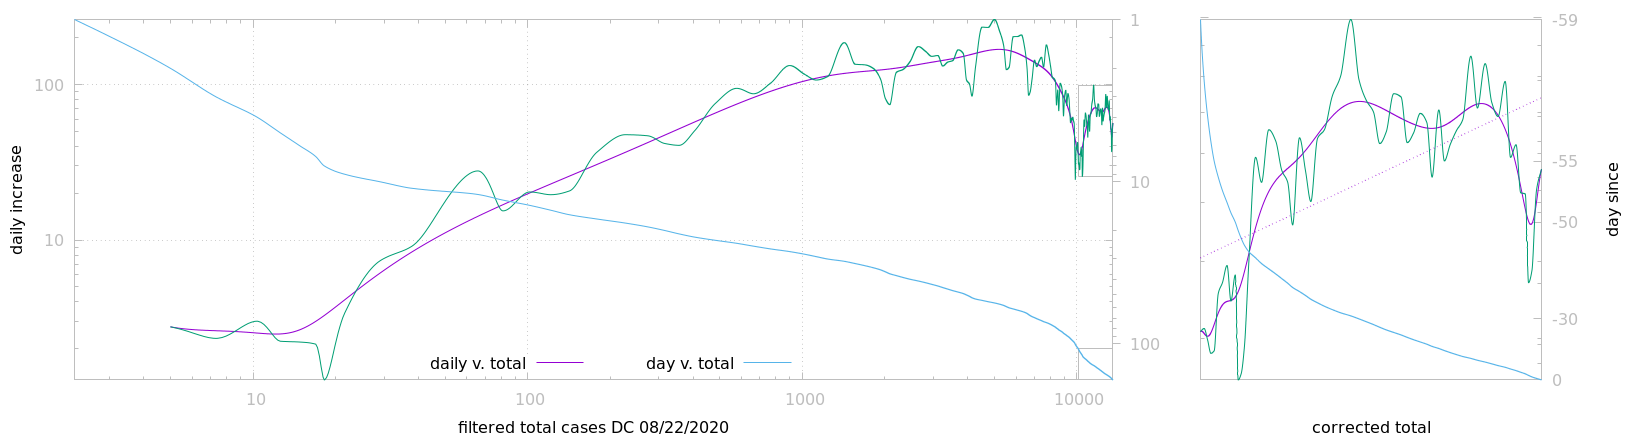 daily increase
100
10
1
10
100
daily v. total
day v. total
10
100
1000
10000
filtered total cases DC 08/22/2020
-59
-55
-50
-30
0
day since
corrected total